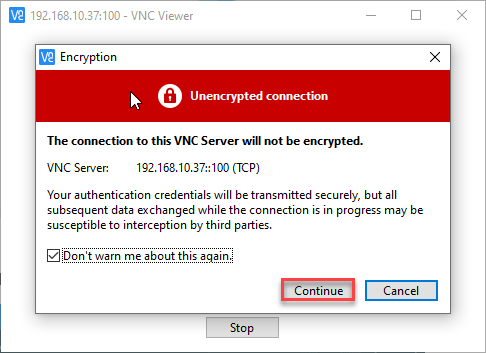 192.168.10.37:100 - VNC Viewer
Encryption
Unencrypted connection
The connection to this VNC Server will not be encrypted.
VNC Server: 192.168.10.37::100 (TCP)
Your authentication credentials will be transmitted securely, but all
subsequent data exchanged while the connection is in progress may be
susceptible to interception by third parties.
Don't warn me about this again.
Continue Cancel
Stop